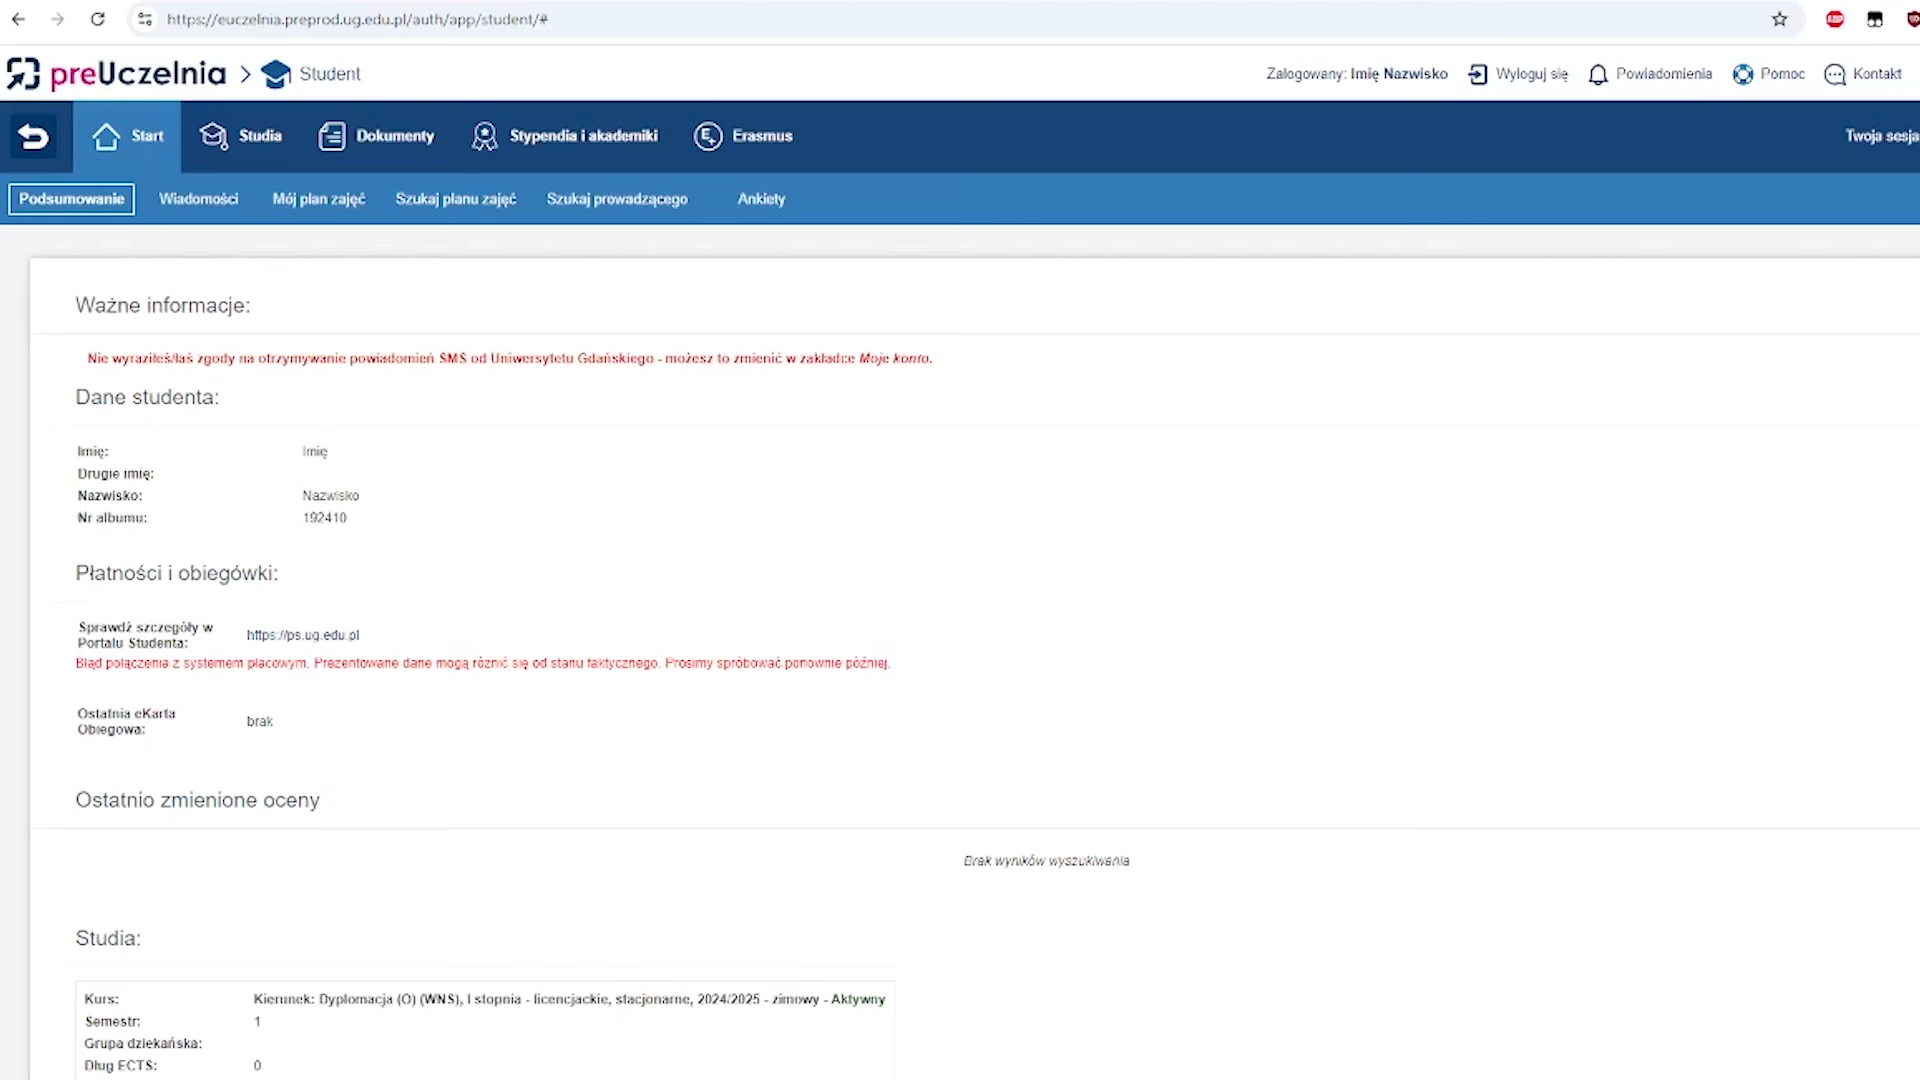 https://euczelnia.preprod.ug.edu.pl/auth/app/student/#
preUczelnia > Student
Zalogowany: Imię Nazwisko Wyloguj się Powiadomienia Pomoc Kontakt
Start Studia Dokumenty Stypendia i akademiki Erasmus Twoja sesja
Podsumowanie Wiadomości Mój plan zajęć Szukaj planu zajęć Szukaj prowadzącego Ankiety
Ważne informacje:
Nie wyraziłeś/łaś zgody na otrzymywanie powiadomień SMS od Uniwersytetu Gdańskiego - możesz to zmienić w zakładce Moje konto.
Dane studenta:
Imię: Imię
Drugie imię:
Nazwisko: Nazwisko
Nr albumu: 192410
Płatności i obiegówki:
Sprawdź szczegóły w
Portalu Studenta: https://ps.ug.edu.pl
Błąd połączenia z systemem płacowym. Prezentowane dane mogą różnić się od stanu faktycznego. Prosimy spróbować ponownie później.
Ostatnia eKarta
Obiegowa: brak
Ostatnio zmienione oceny
Brak wyników wyszukiwania
Studia:
Kurs: Kierunek: Dyplomacja (O) (WNS), I stopnia - licencjackie, stacjonarne, 2024/2025 - zimowy - Aktywny
Semestr: 1
Grupa dziekańska:
Dług ECTS: 0